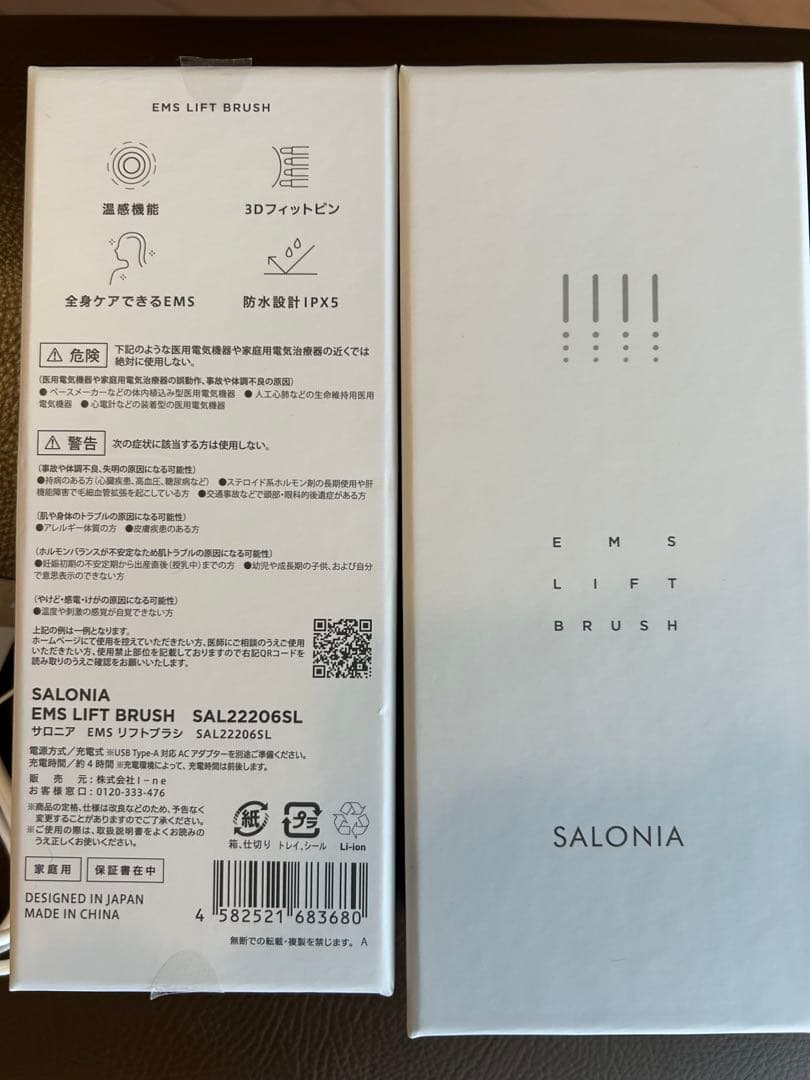 EMS LIFT BRUSH
温感機能
3Dフィットピン
全身ケアできるEMS
防水設計IPX5
危険
下記のような医用電気機器や家庭用電気治療器の近くでは
絶対に使用しない。
(医用電気機器や家庭用電気治療器の誤動作、事故や体調不良の原因)
●ペースメーカーなどの体内植込み型医用電気機器 ●人工心肺などの生命維持用医用
電気機器 ●心電計などの装着型の医用電気機器
警告
次の症状に該当する方は使用しない。
(事故や体調不良、失明の原因になる可能性)
●持病のある方(心臓疾患、高血圧、糖尿病など) ●ステロイド系ホルモン剤の長期使用や肝
機能障害で毛細血管拡張を起こしている方 ●交通事故などで頭部・眼科的後遺症がある方
(肌や身体のトラブルの原因になる可能性)
●アレルギー体質の方 ●皮膚疾患のある方
(ホルモンバランスが不安定なため肌トラブルの原因になる可能性)
●妊娠初期の不安定期から出産直後(授乳中)までの方 ●幼児や成長期の子供、および自分
で意思表示のできない方
(やけど・感電・けがの原因になる可能性)
●温度や刺激の感覚が自覚できない方
上記の例は一例となります。
ホームページにて使用を控えていただきたい方、医師にご相談のうえご使用
いただきたい方、使用禁止部位を記載しておりますので右記QRコードを
読み取りのうえご確認をお願いいたします。
SALONIA
EMS LIFT BRUSH SAL22206SL
サロニア EMS リフトブラシ SAL22206SL
電源方式/充電式 ※USB Type-A 対応 AC アダプターを別途ご準備ください。
充電時間/約4時間 ※充電環境によって、充電時間は前後します。
販売元:株式会社I-ne
お客様窓口:0120-333-476
※商品の定格、仕様は改良などのため、予告なく
変更することがありますのでご了承ください。
※ご使用の際は、取扱説明書をよくお読みの
うえ正しくお使いください。
紙
箱、仕切り
プラ
トレイ、シール
Li-ion
家庭用
保証書在中
DESIGNED IN JAPAN
MADE IN CHINA
4 582521 683680
無断での転載・複製を禁じます。 A
EMS
LIFT
BRUSH
SALONIA